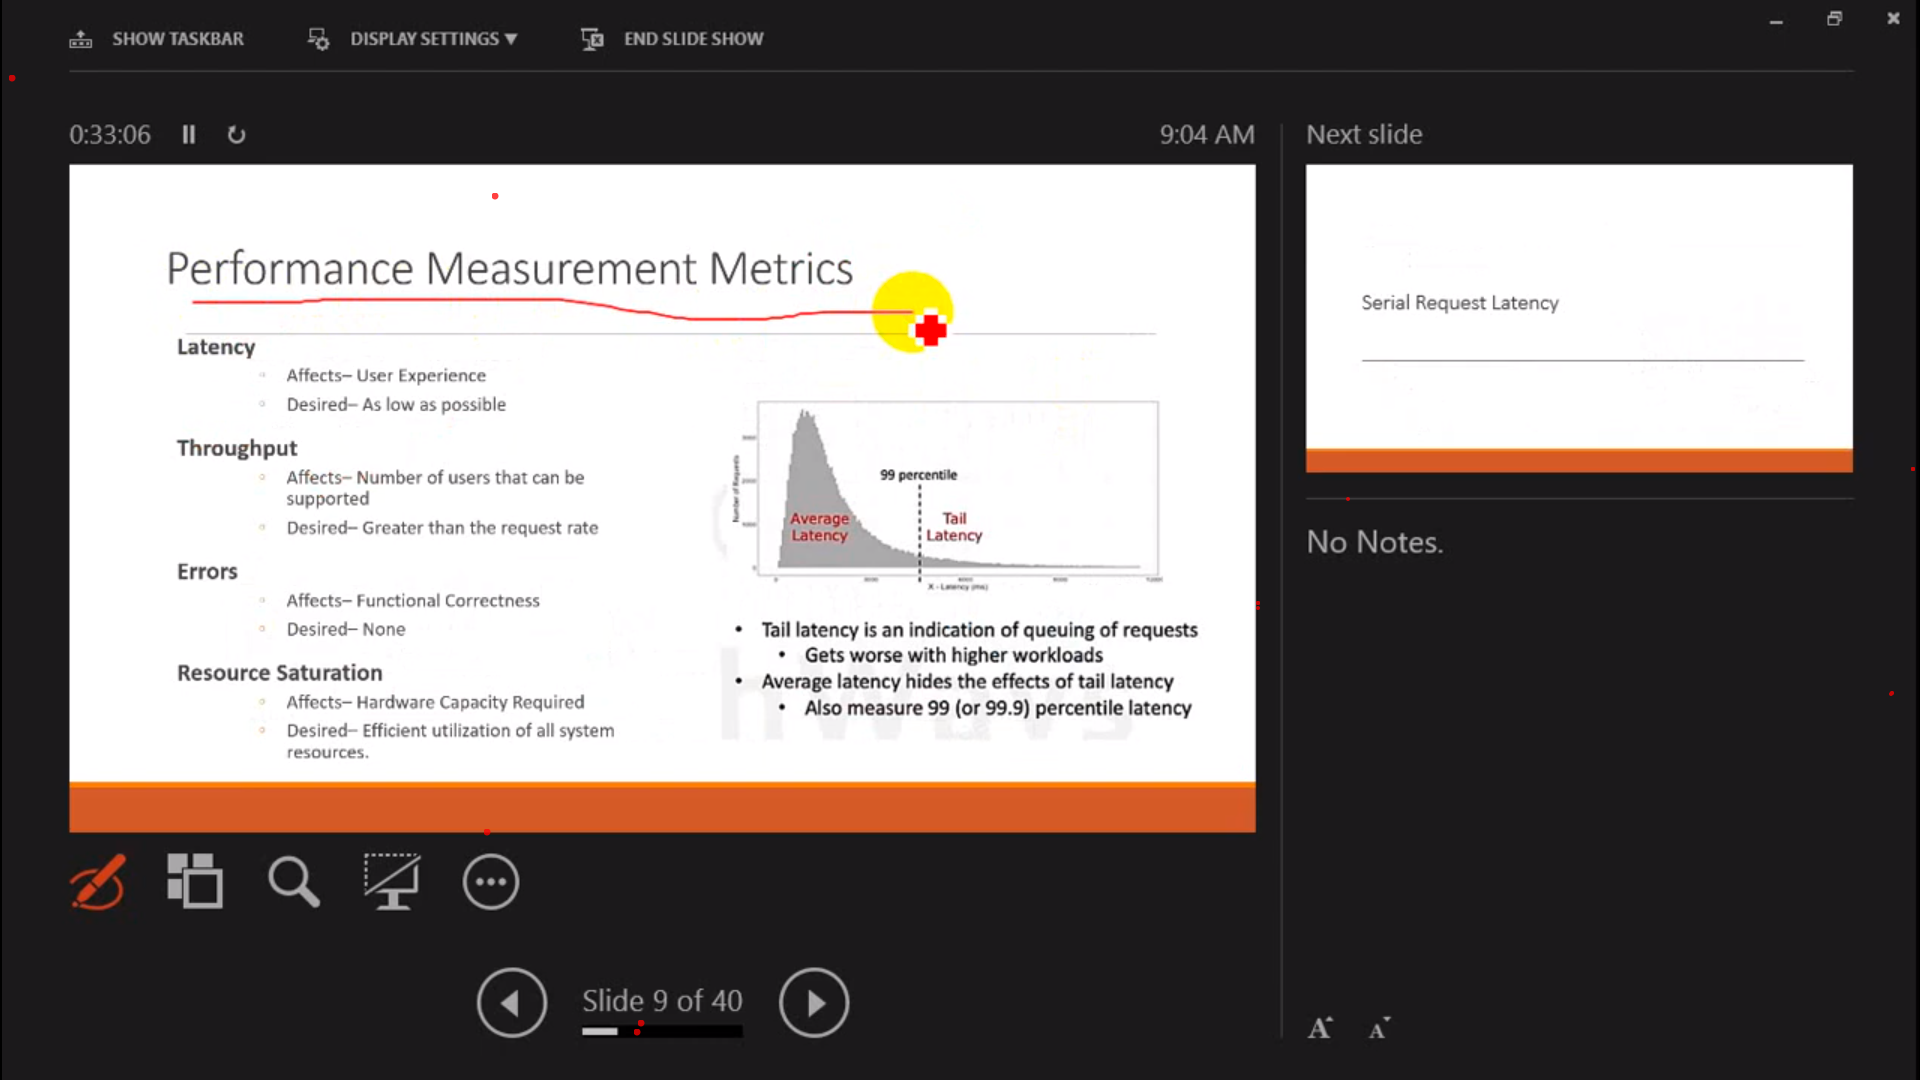 SHOW TASKBAR
DISPLAY SETTINGS ▼
END SLIDE SHOW
0:33:06
9:04 AM
Performance Measurement Metrics
Latency
Affects– User Experience
Desired– As low as possible
Throughput
Affects– Number of users that can be
supported
Desired– Greater than the request rate
Errors
Affects– Functional Correctness
Desired– None
Resource Saturation
Affects– Hardware Capacity Required
Desired– Efficient utilization of all system
resources.
Number of Requests
99 percentile
Average
Latency
Tail
Latency
X - Latency (ms)
• Tail latency is an indication of queuing of requests
• Gets worse with higher workloads
• Average latency hides the effects of tail latency
• Also measure 99 (or 99.9) percentile latency
Slide 9 of 40
Next slide
Serial Request Latency
No Notes.
A A